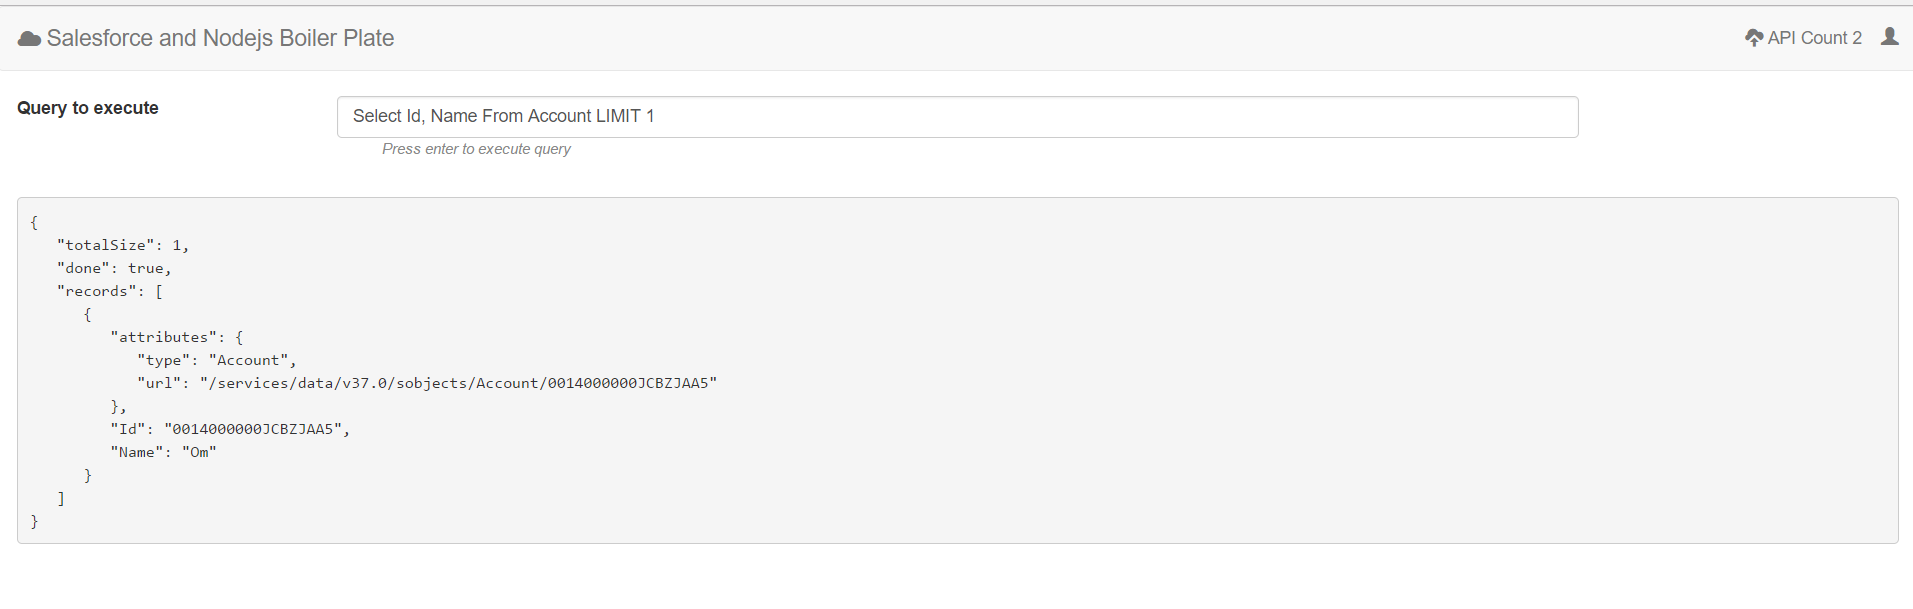 Salesforce and Nodejs Boiler Plate
API Count 2
Query to execute
Select Id, Name From Account LIMIT 1
Press enter to execute query
{
"totalSize": 1,
"done": true,
"records": [
{
"attributes": {
"type": "Account",
"url": "/services/data/v37.0/sobjects/Account/0014000000JCBZJAA5"
},
"Id": "0014000000JCBZJAA5",
"Name": "Om"
}
]
}